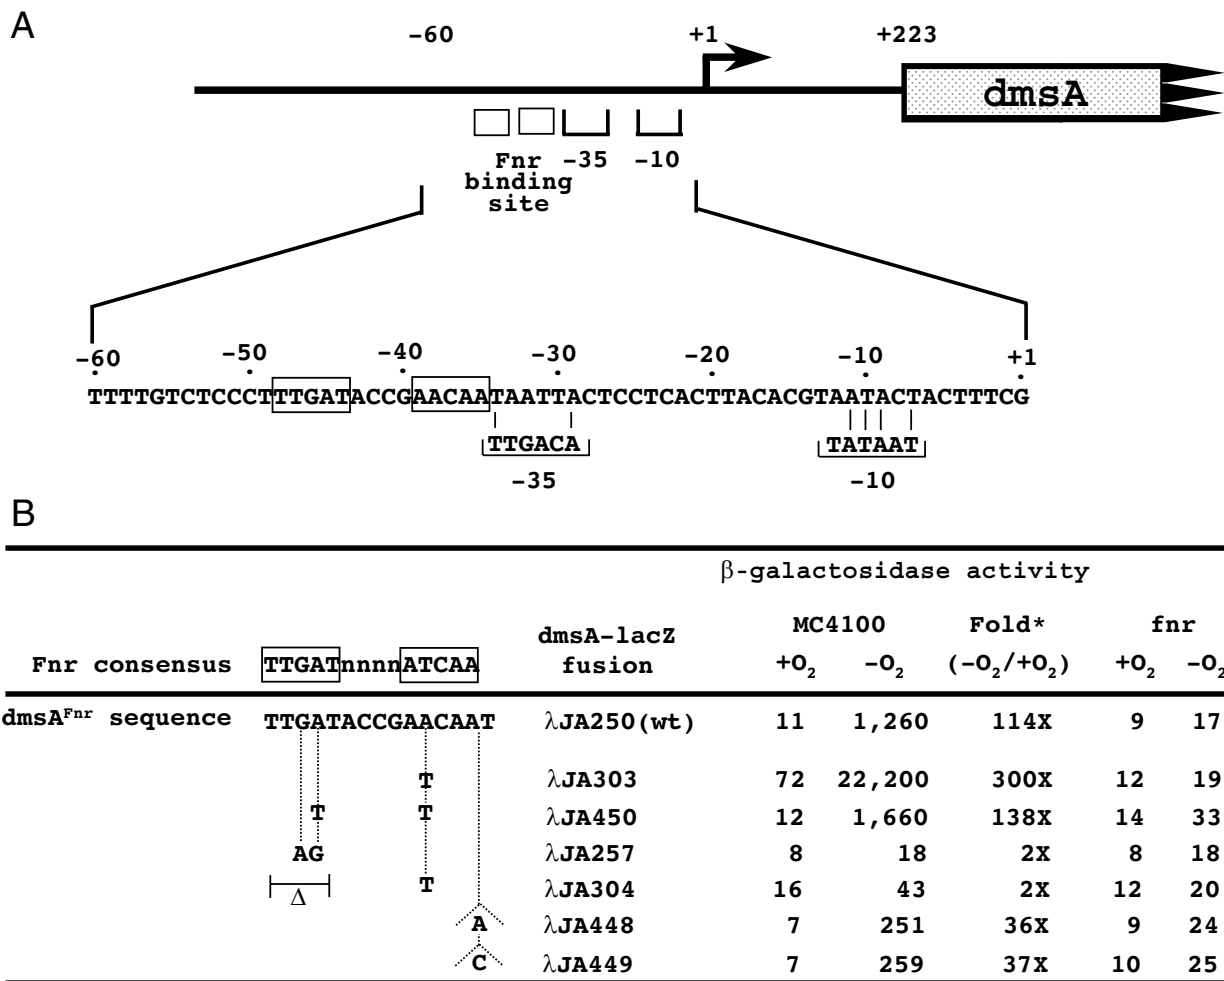 A
-60 +1 +223
dmsA
Fnr -35 -10
binding
site
-60 -50 -40 -30 -20 -10 +1
TTTTGTCTCCCTTTGATACCGAACAATAATTACTCCTCACTTACACGTAATACTACTTTCG
TTGACA TATAAT
-35 -10
B
β-galactosidase activity
dmsA-lacZ MC4100 Fold* fnr
Fnr consensus TTGATnnnnATCAA fusion +O₂ -O₂ (-O₂/+O₂) +O₂ -O₂
dmsAFnr sequence TTGATACCGAACAAT λJA250(wt) 11 1,260 114X 9 17
T λJA303 72 22,200 300X 12 19
T T λJA450 12 1,660 138X 14 33
AG λJA257 8 18 2X 8 18
Δ T λJA304 16 43 2X 12 20
A λJA448 7 251 36X 9 24
C λJA449 7 259 37X 10 25